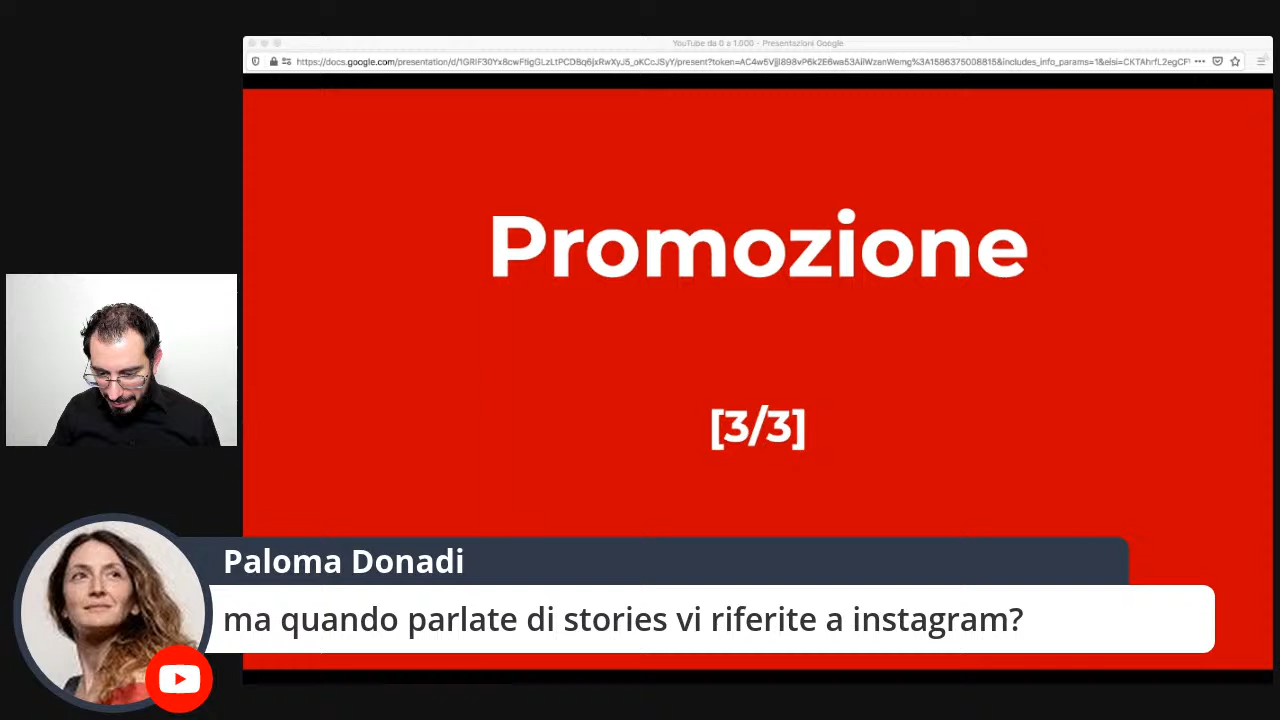 YouTube da 0 a 1.000 - Presentazioni Google
Promozione
[3/3]
Paloma Donadi
ma quando parlate di stories vi riferite a instagram?